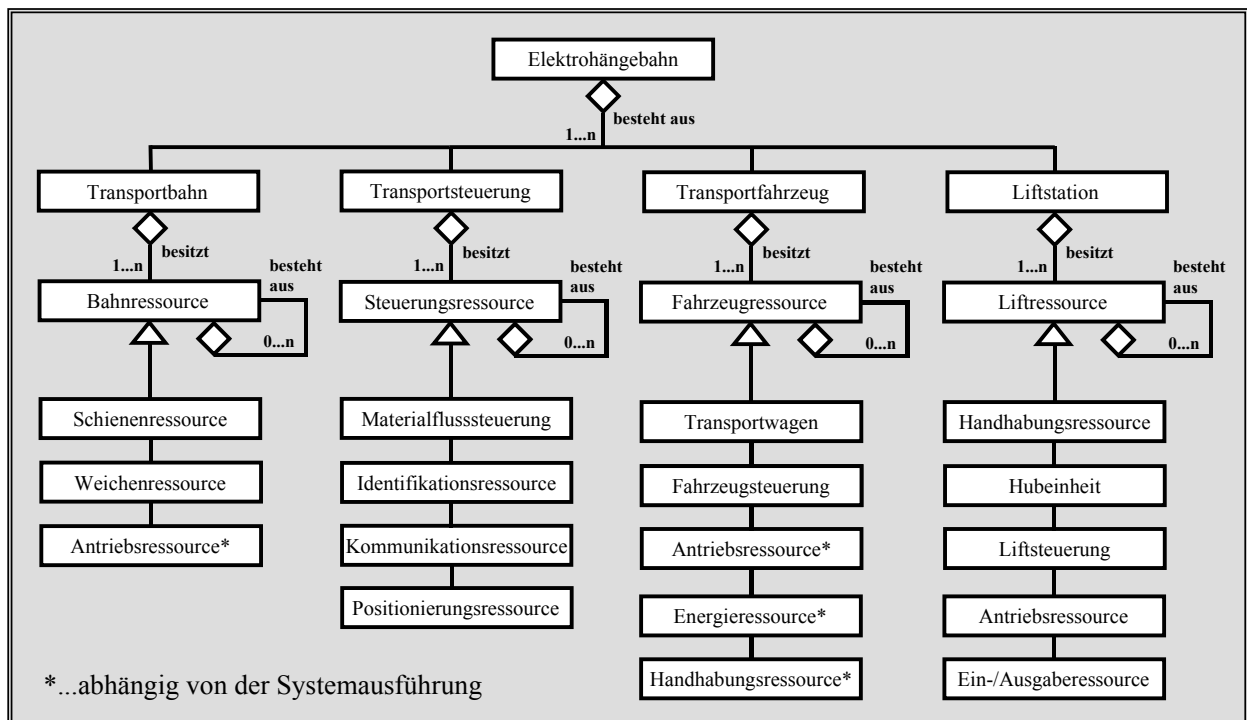 Elektrohängebahn
besteht aus
1...n
Transportbahn
Transportsteuerung
Transportfahrzeug
Liftstation
besitzt
1...n
besitzt
1...n
besitzt
1...n
besitzt
1...n
besteht
aus
besteht
aus
besteht
aus
besteht
aus
Bahnressource
Steuerungsressource
Fahrzeugressource
Liftressource
0...n
0...n
0...n
0...n
Schienenressource
Weichenressource
Antriebsressource*
Materialflusssteuerung
Identifikationsressource
Kommunikationsressource
Positionierungsressource
Transportwagen
Fahrzeugsteuerung
Antriebsressource*
Energieressource*
Handhabungsressource*
Handhabungsressource
Hubeinheit
Liftsteuerung
Antriebsressource
Ein-/Ausgaberessource
*...abhängig von der Systemausführung